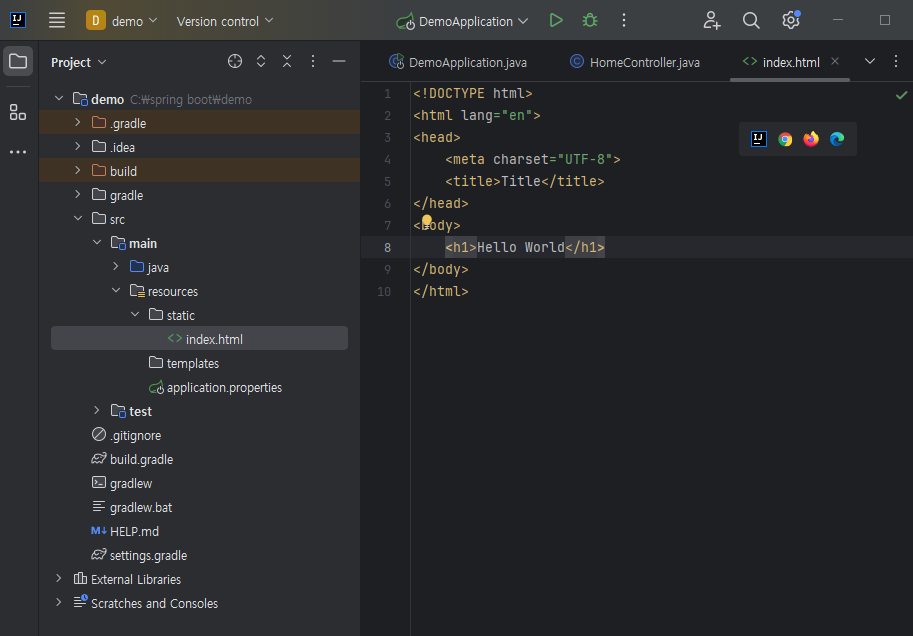 IJ
D demo Version control DemoApplication
Project
DemoApplication.java HomeController.java index.html
demo C:₩spring boot₩demo
.gradle
.idea
build
gradle
src
main
java
resources
static
index.html
templates
application.properties
test
.gitignore
build.gradle
gradlew
gradlew.bat
M↓ HELP.md
settings.gradle
External Libraries
Scratches and Consoles
1 <!DOCTYPE html>
2 <html lang="en">
3 <head>
4 <meta charset="UTF-8">
5 <title>Title</title>
6 </head>
7 <body>
8 <h1>Hello World</h1>
9 </body>
10 </html>
IJ